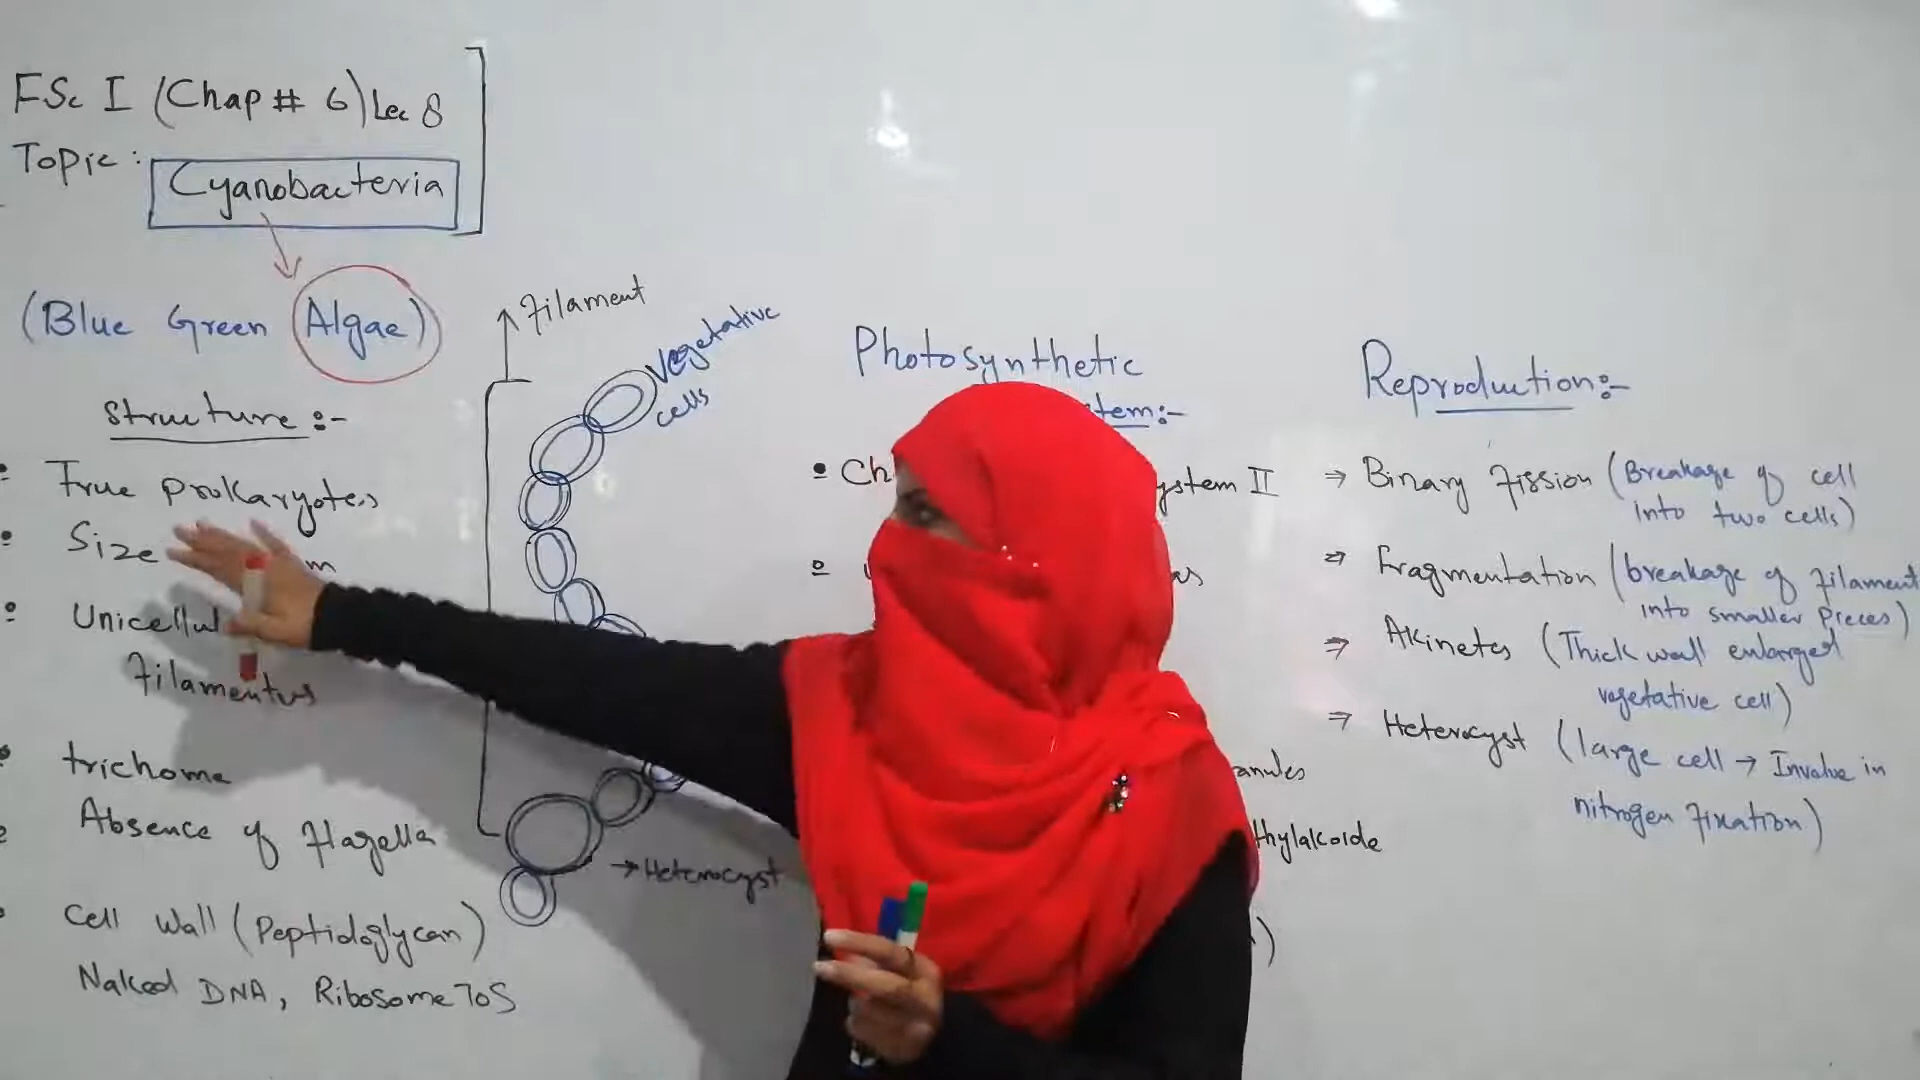 FSc I (Chap # 6) Lec 8
Topic :
Cyanobacteria
(Blue Green Algae)
Structure :-
True prokaryotes
Size
Unicellul
Filamentus
trichome
Absence of flagella
Cell Wall (Peptidoglycan)
Naked DNA, Ribosome 70S
Filament
Vegetative
cells
→ Heterocyst
Photosynthetic
tem:-
Ch
ystem II
anules
thylakoide
Reproduction:-
⇒ Binary fission (Breakage of cell
into two cells)
⇒ Fragmentation (breakage of filament
into smaller pieces)
⇒ Akinetes (Thick wall enlarged
vegetative cell)
⇒ Heterocyst (large cell → Involve in
nitrogen fixation)